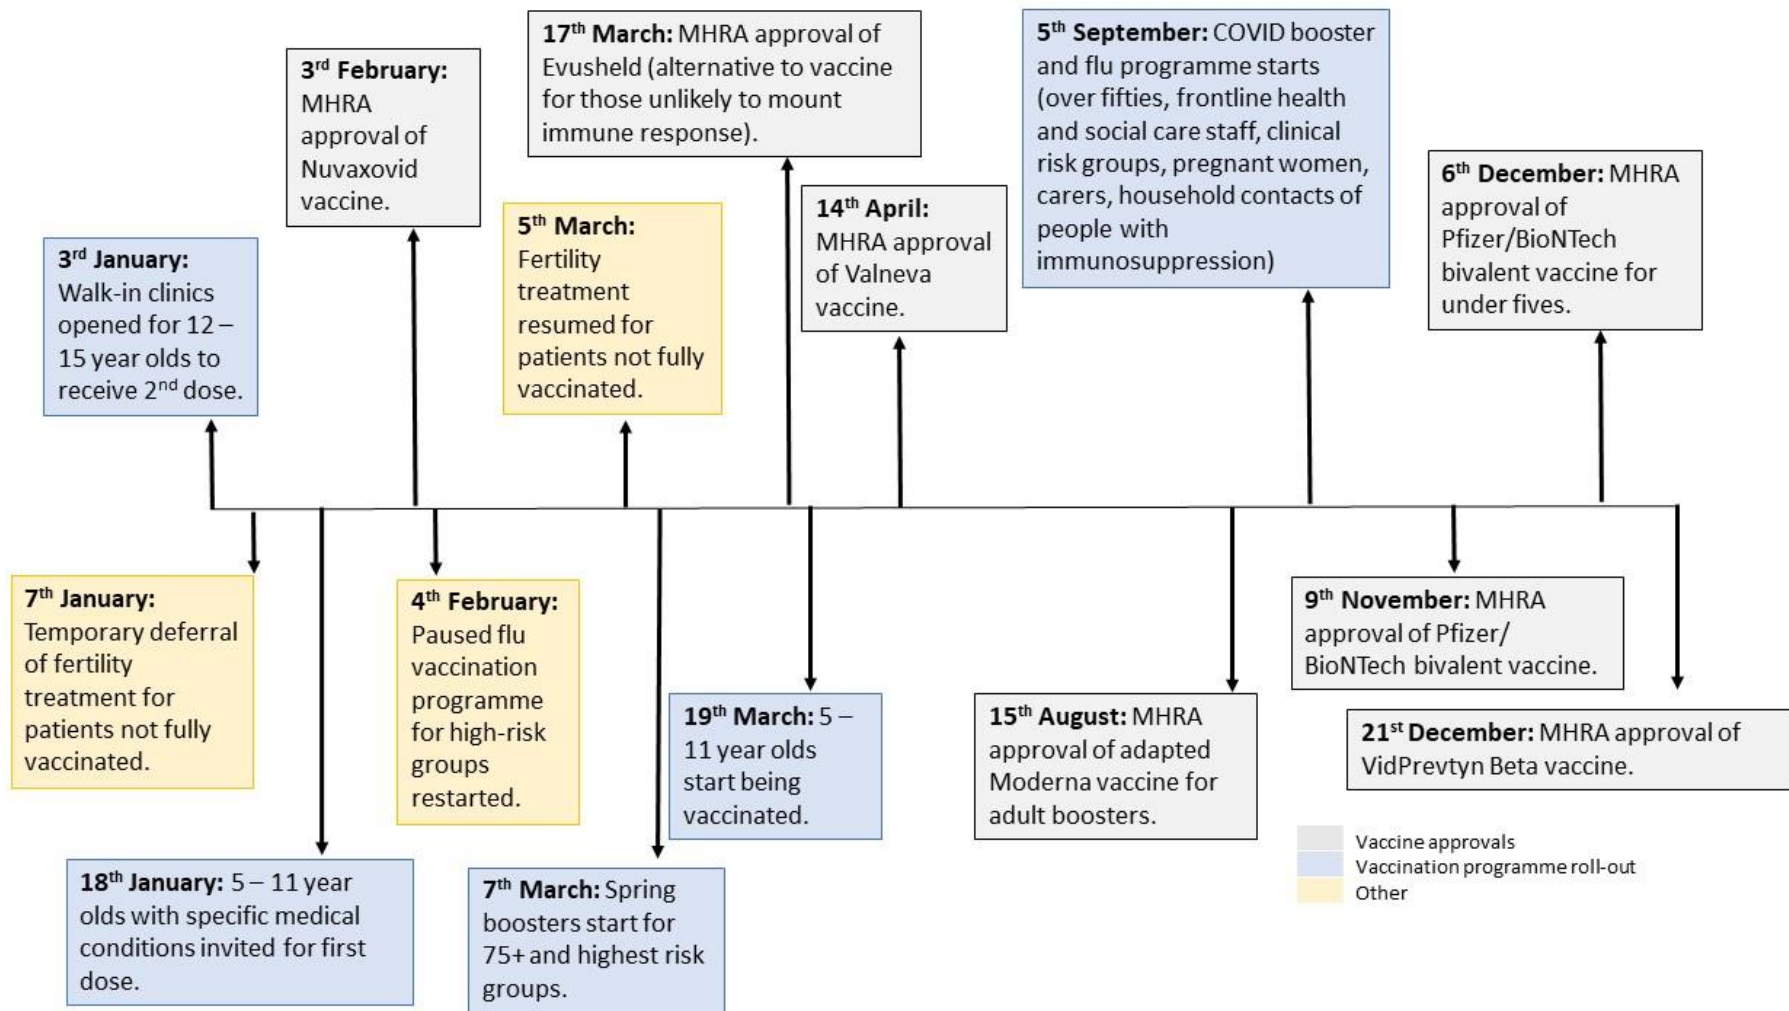 3rd January:
Walk-in clinics
opened for 12 –
15 year olds to
receive 2nd dose.
3rd February:
MHRA
approval of
Nuvaxovid
vaccine.
5th March:
Fertility
treatment
resumed for
patients not fully
vaccinated.
17th March: MHRA approval of
Evusheld (alternative to vaccine
for those unlikely to mount
immune response).
14th April:
MHRA approval
of Valneva
vaccine.
5th September: COVID booster
and flu programme starts
(over fifties, frontline health
and social care staff, clinical
risk groups, pregnant women,
carers, household contacts of
people with
immunosuppression)
6th December: MHRA
approval of
Pfizer/BioNTech
bivalent vaccine for
under fives.
7th January:
Temporary deferral
of fertility
treatment for
patients not fully
vaccinated.
18th January: 5 – 11 year
olds with specific medical
conditions invited for first
dose.
4th February:
Paused flu
vaccination
programme
for high-risk
groups
restarted.
7th March: Spring
boosters start for
75+ and highest risk
groups.
19th March: 5 –
11 year olds
start being
vaccinated.
15th August: MHRA
approval of adapted
Moderna vaccine for
adult boosters.
9th November: MHRA
approval of Pfizer/
BioNTech bivalent vaccine.
21st December: MHRA approval of
VidPrevtyn Beta vaccine.
Vaccine approvals
Vaccination programme roll-out
Other